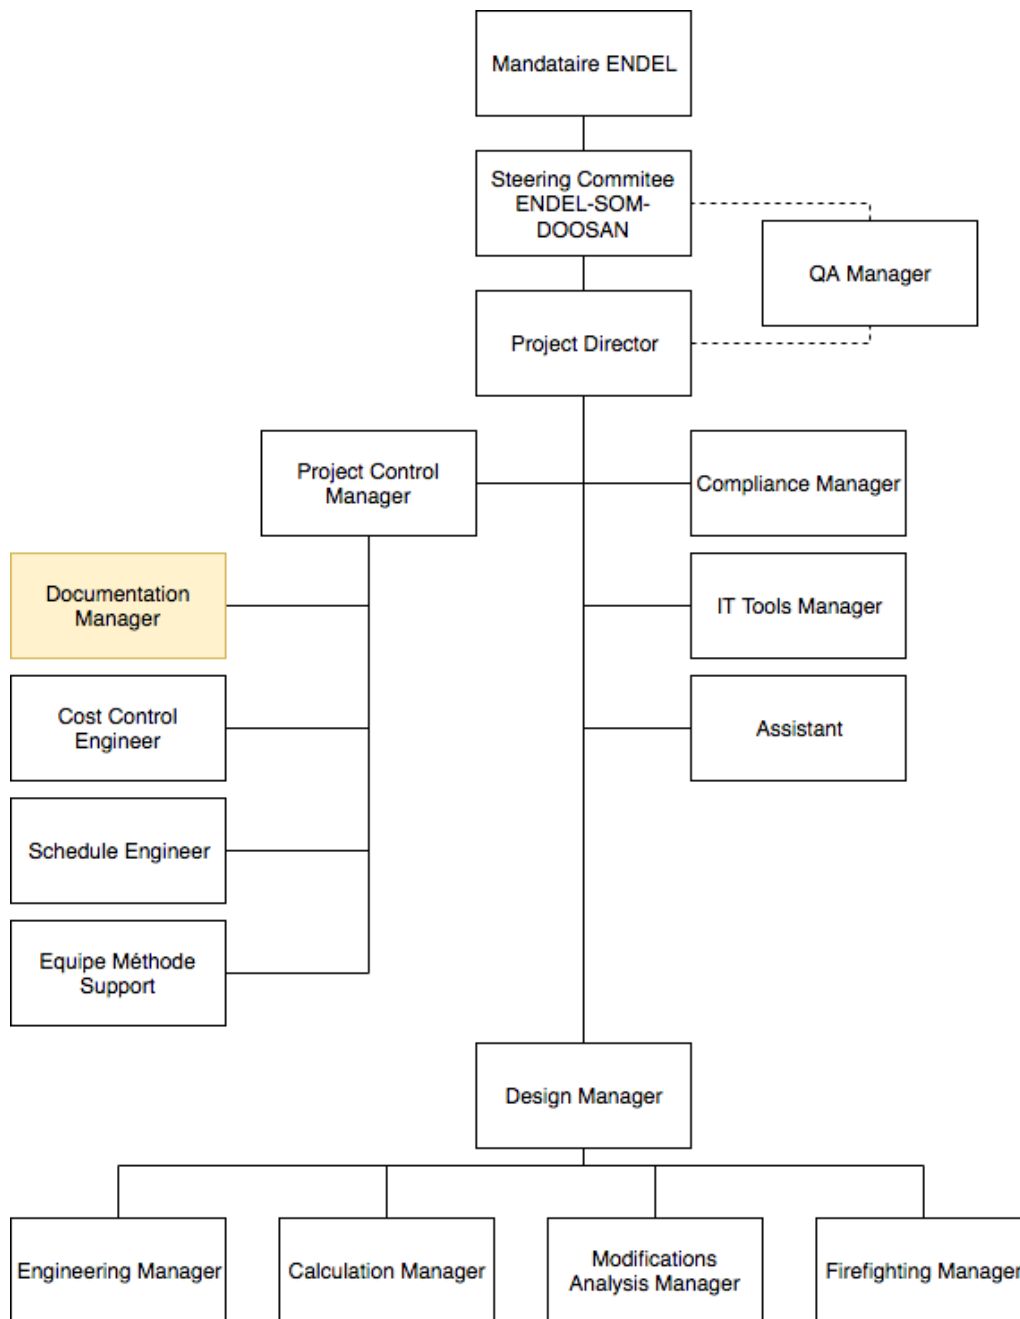 Mandataire ENDEL
Steering Commitee
ENDEL-SOM-
DOOSAN
QA Manager
Project Director
Project Control
Manager
Compliance Manager
Documentation
Manager
IT Tools Manager
Cost Control
Engineer
Assistant
Schedule Engineer
Equipe Méthode
Support
Design Manager
Engineering Manager
Calculation Manager
Modifications
Analysis Manager
Firefighting Manager